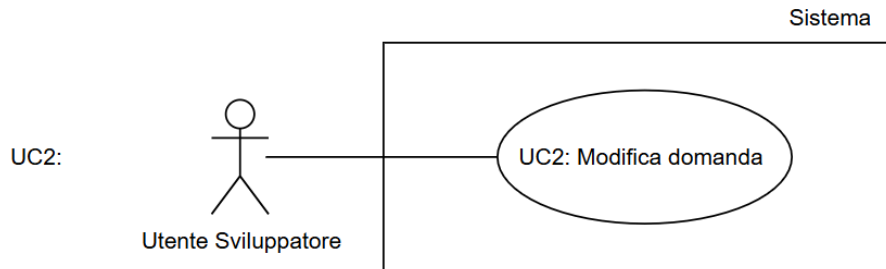 Sistema
UC2:
UC2: Modifica domanda
Utente Sviluppatore